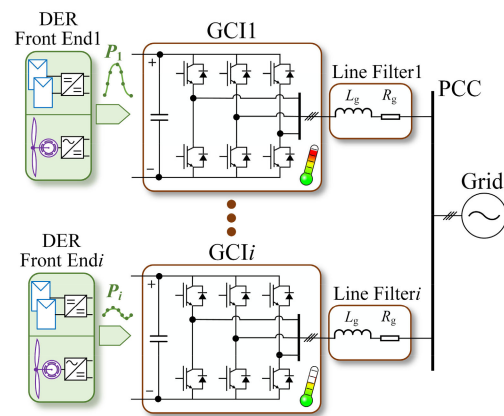 DER
Front End1
P1
GCI1
+
−
Line Filter1
Lg Rg
PCC
Grid
DER
Front Endi
Pi
GCIi
+
−
Line Filteri
Lg Rg